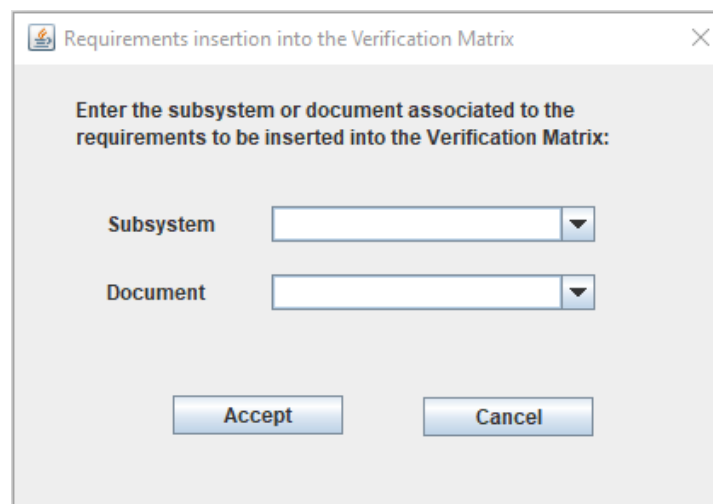 Requirements insertion into the Verification Matrix
Enter the subsystem or document associated to the
requirements to be inserted into the Verification Matrix:
Subsystem
Document
Accept Cancel